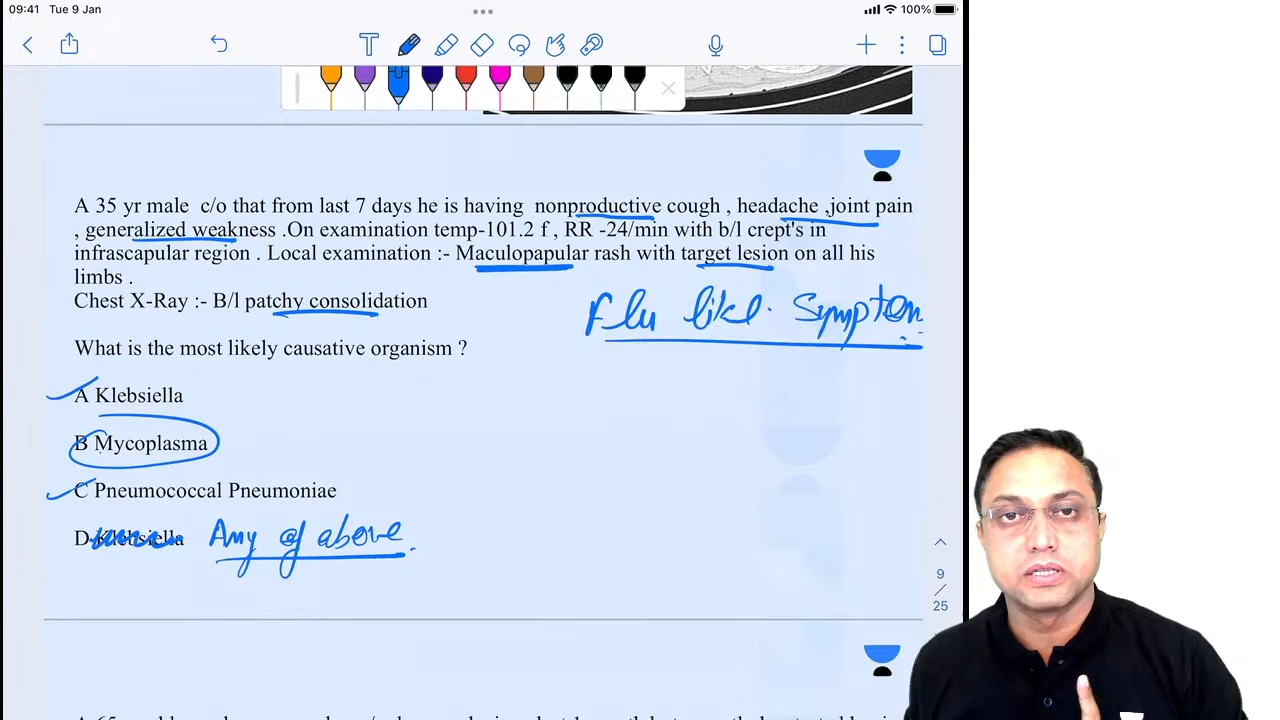 09:41 Tue 9 Jan
100%
T
A 35 yr male c/o that from last 7 days he is having nonproductive cough , headache ,joint pain
, generalized weakness .On examination temp-101.2 f , RR -24/min with b/l crept's in
infrascapular region . Local examination :- Maculopapular rash with target lesion on all his
limbs .
Chest X-Ray :- B/l patchy consolidation
Flu like. Symptom
What is the most likely causative organism ?
A Klebsiella
B Mycoplasma
C Pneumococcal Pneumoniae
D Klebsiella Any of above.
9
/
25